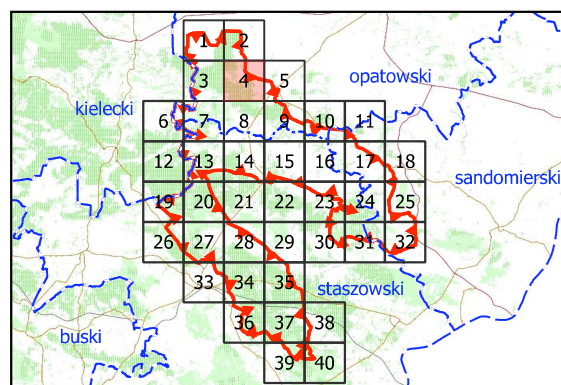 1 2
3 4 5
opatowski
kielecki
6 7 8 9 10 11
12 13 14 15 16 17 18
sandomierski
19 20 21 22 23 24 25
26 27 28 29 30 31 32
33 34 35
staszowski
36 37 38
buski
39 40